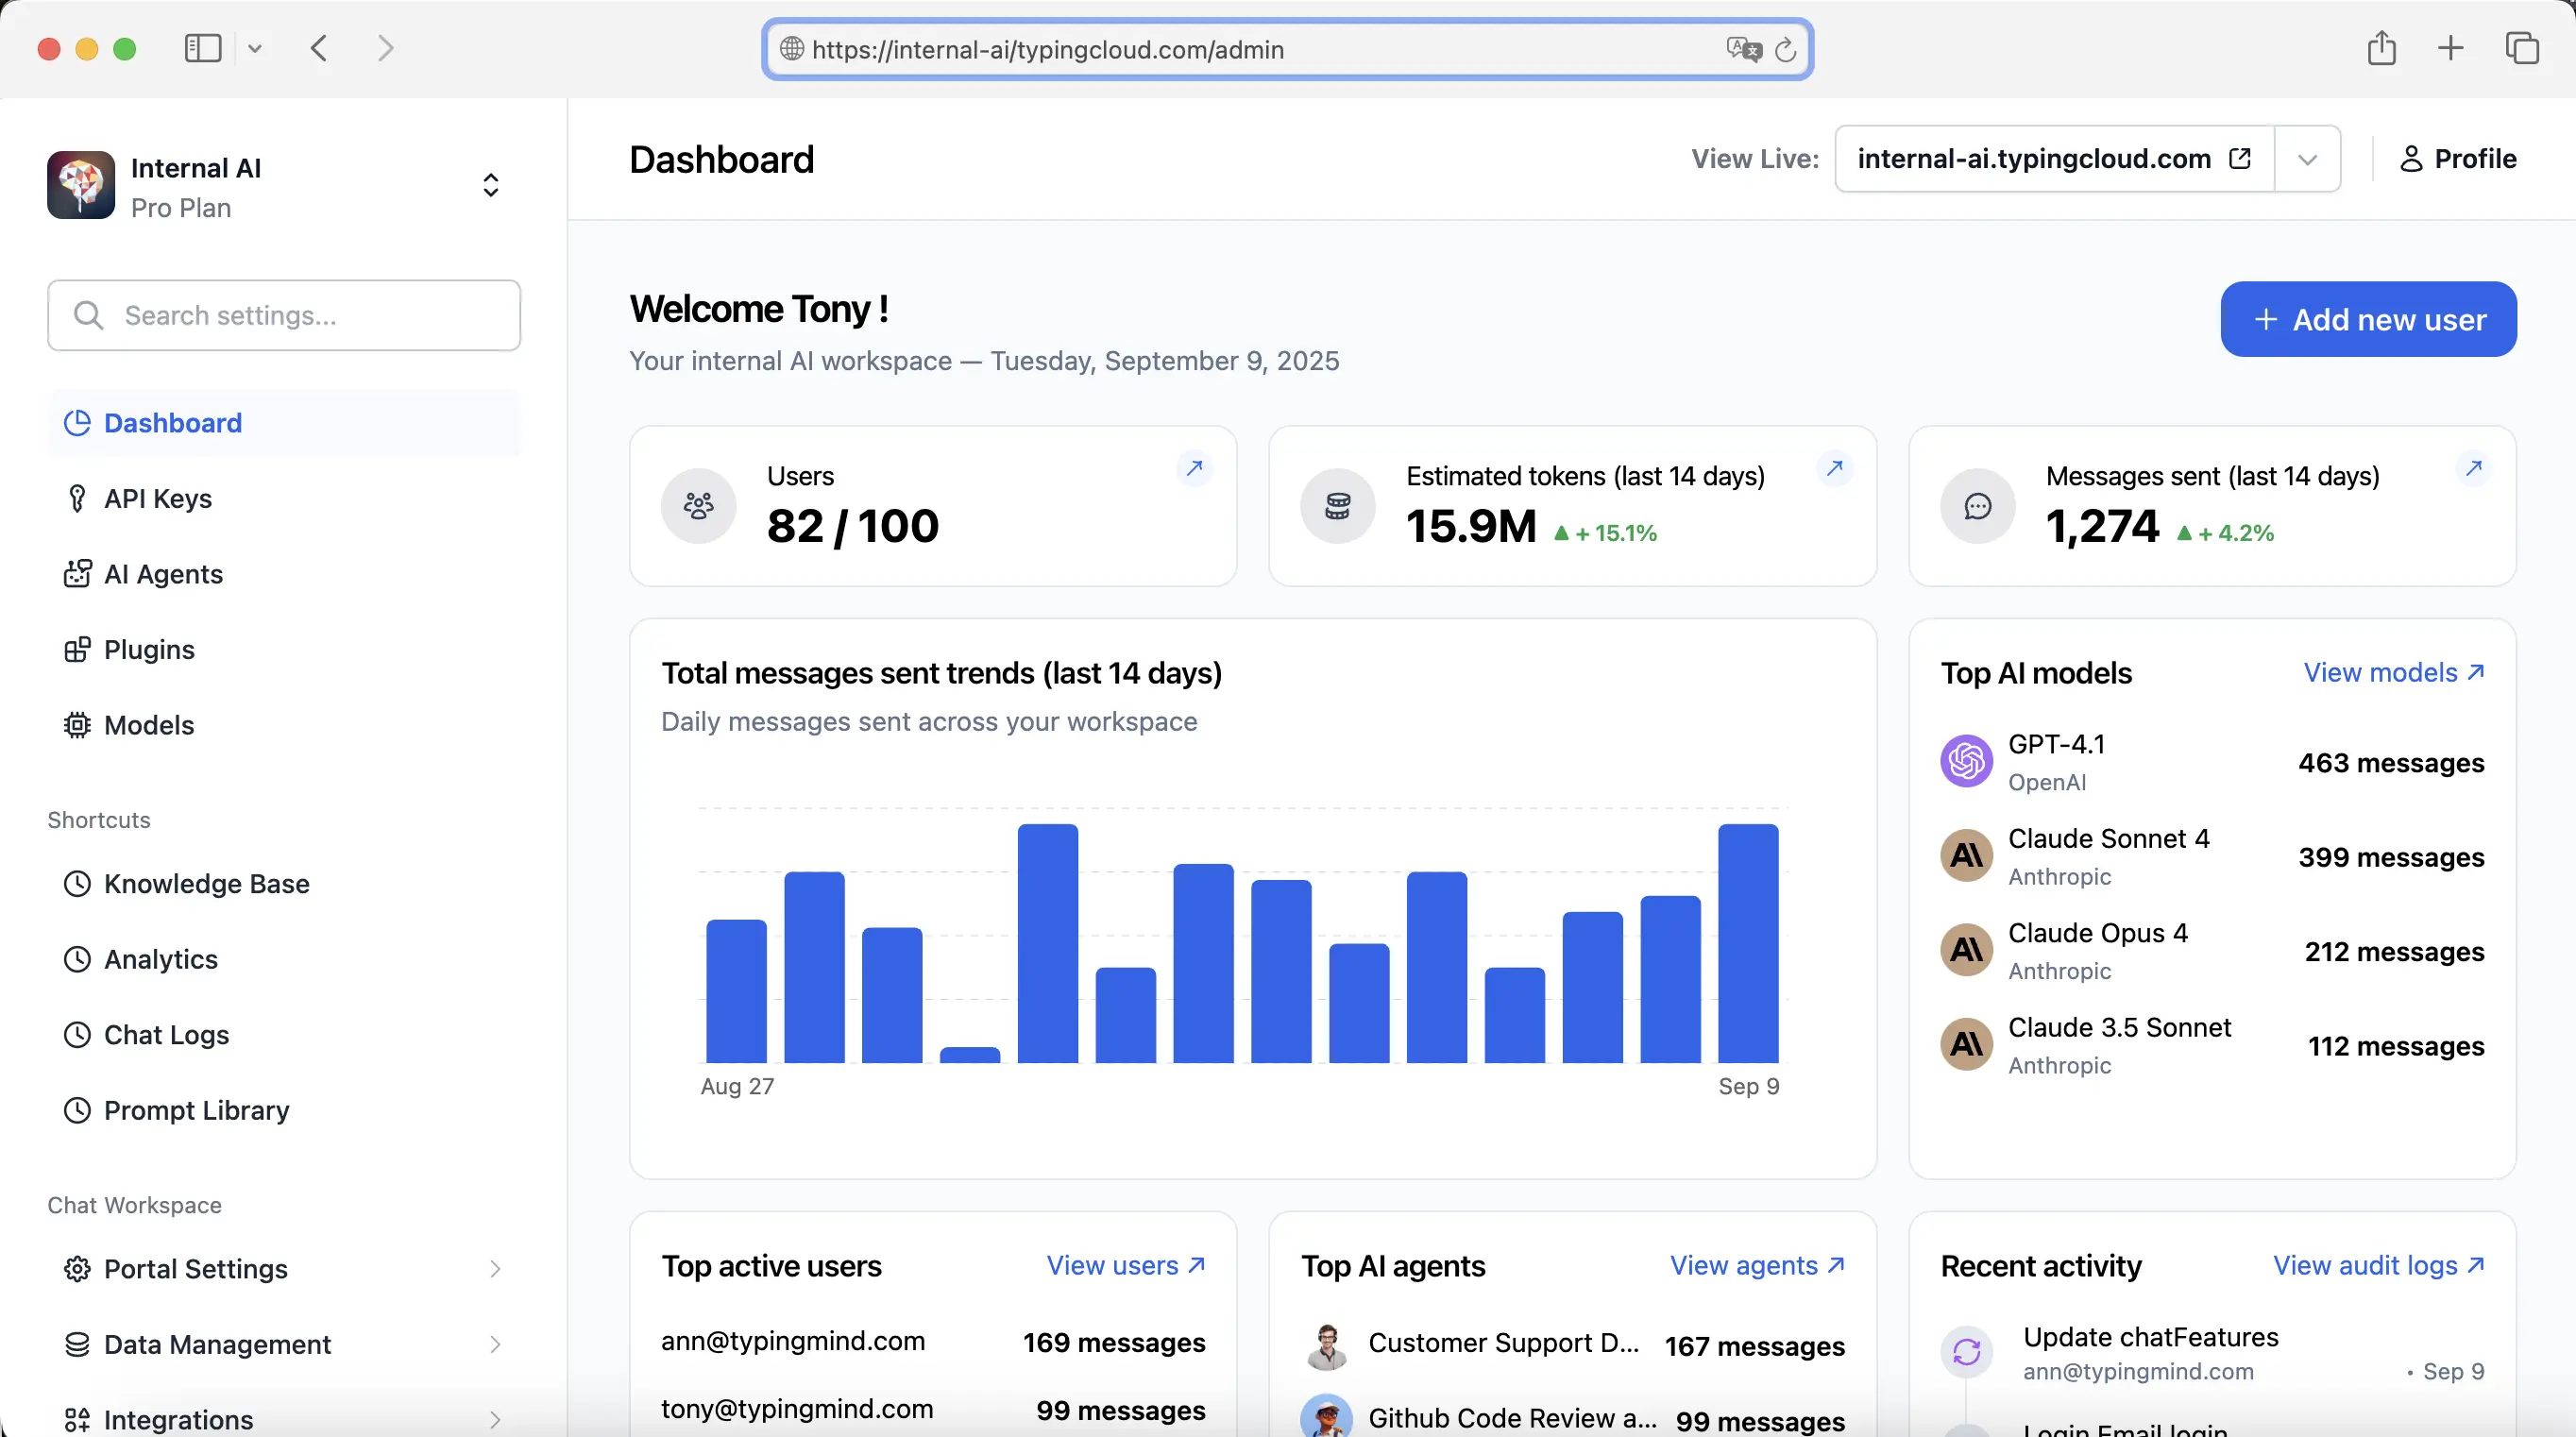 https://internal-ai/typingcloud.com/admin
Internal AI
Pro Plan
Search settings...
Dashboard
API Keys
AI Agents
Plugins
Models
Shortcuts
Knowledge Base
Analytics
Chat Logs
Prompt Library
Chat Workspace
Portal Settings
Data Management
Integrations
Dashboard
View Live: internal-ai.typingcloud.com
Profile
Welcome Tony !
Your internal AI workspace — Tuesday, September 9, 2025
+ Add new user
Users
82 / 100
Estimated tokens (last 14 days)
15.9M ▲ + 15.1%
Messages sent (last 14 days)
1,274 ▲ + 4.2%
Total messages sent trends (last 14 days)
Daily messages sent across your workspace
Aug 27 Sep 9
Top AI models View models
GPT-4.1
OpenAI
463 messages
Claude Sonnet 4
Anthropic
399 messages
Claude Opus 4
Anthropic
212 messages
Claude 3.5 Sonnet
Anthropic
112 messages
Top active users View users
ann@typingmind.com 169 messages
tony@typingmind.com 99 messages
Top AI agents View agents
Customer Support D... 167 messages
Github Code Review a... 99 messages
Recent activity View audit logs
Update chatFeatures
ann@typingmind.com • Sep 9
Login Email login